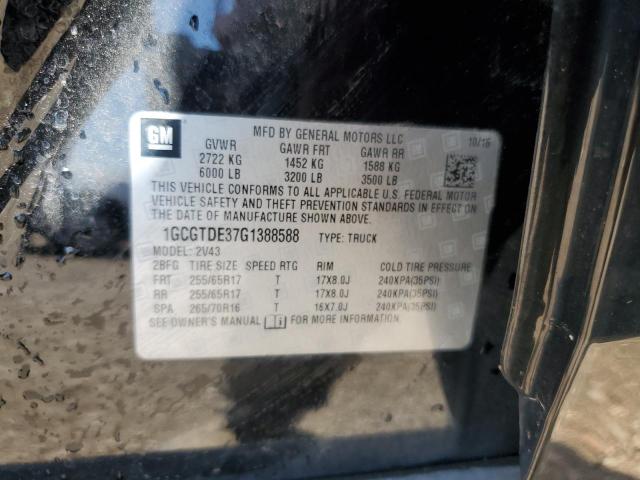 GM
MFD BY GENERAL MOTORS LLC 10/15
GVWR GAWR FRT GAWR RR
2722 KG 1452 KG 1588 KG
6000 LB 3200 LB 3500 LB
THIS VEHICLE CONFORMS TO ALL APPLICABLE U.S. FEDERAL MOTOR
VEHICLE SAFETY AND THEFT PREVENTION STANDARDS IN EFFECT ON
THE DATE OF MANUFACTURE SHOWN ABOVE.
1GCGTDE37G1388588 TYPE: TRUCK
MODEL: 2V43
2BFG TIRE SIZE SPEED RTG RIM COLD TIRE PRESSURE
FRT 255/65R17 T 17X8.0J 240KPA(35PSI)
RR 255/65R17 T 17X8.0J 240KPA(35PSI)
SPA 265/70R16 T 16X7.0J 240KPA(35PSI)
SEE OWNER'S MANUAL FOR MORE INFORMATION